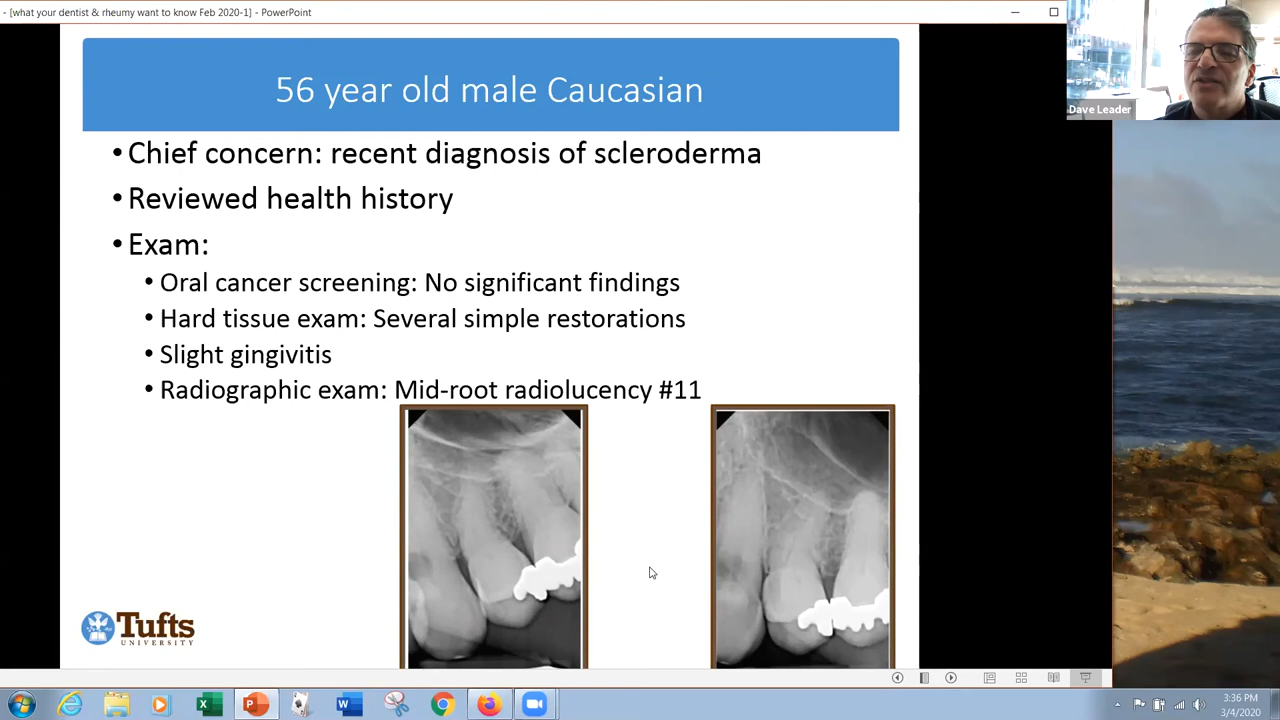 - [what your dentist & rheumy want to know Feb 2020-1] - PowerPoint
Dave Leader
56 year old male Caucasian
• Chief concern: recent diagnosis of scleroderma
• Reviewed health history
• Exam:
• Oral cancer screening: No significant findings
• Hard tissue exam: Several simple restorations
• Slight gingivitis
• Radiographic exam: Mid-root radiolucency #11
Tufts
UNIVERSITY
3:36 PM
3/4/2020